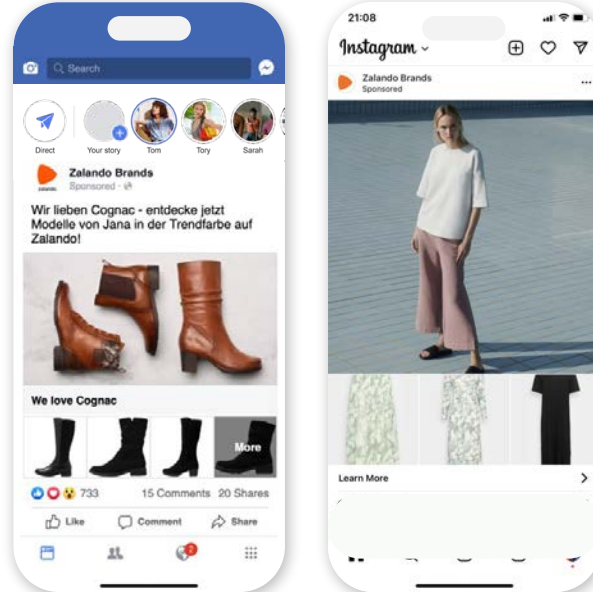 Search
Direct
Your story
Tom
Tory
Sarah
zalando
Zalando Brands
Sponsored ·
Wir lieben Cognac - entdecke jetzt
Modelle von Jana in der Trendfarbe auf
Zalando!
We love Cognac
More
733
15 Comments 20 Shares
Like
Comment
Share
2
21:08
Instagram
Zalando Brands
Sponsored
Learn More